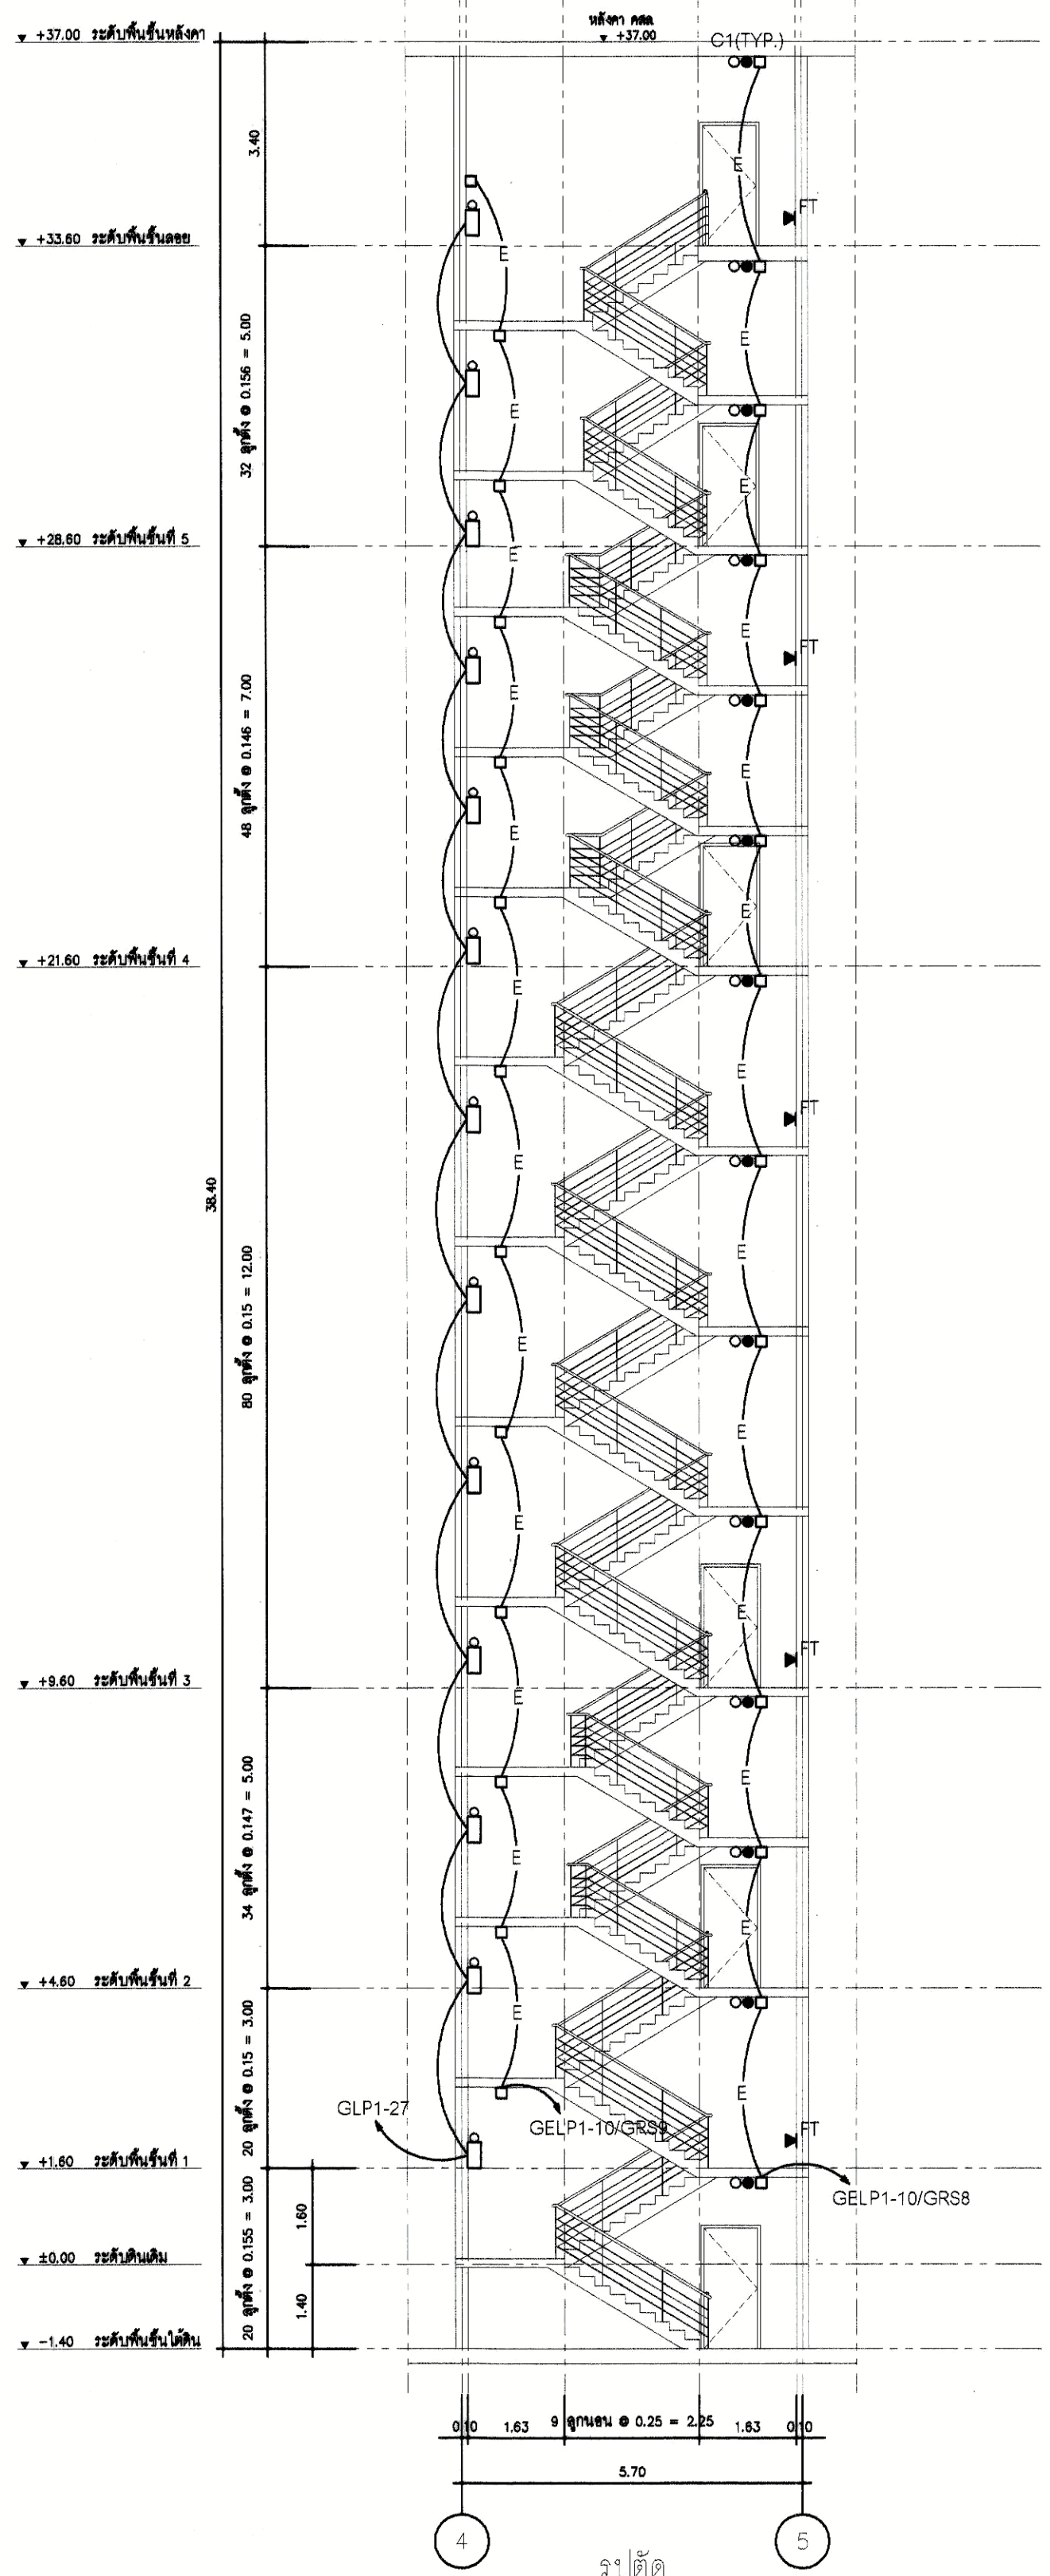 หลังคา คสล
+37.00
+37.00 ระดับพื้นชั้นหลังคา
C1(TYP.)
3.40
E
FT
+33.60 ระดับพื้นชั้นลอย
E
E
32 ลูกตั้ง @ 0.156 = 5.00
E
E
+28.60 ระดับพื้นชั้นที่ 5
E
E
FT
48 ลูกตั้ง @ 0.146 = 7.00
E
E
E
E
+21.60 ระดับพื้นชั้นที่ 4
E
E
FT
E
38.40
E
80 ลูกตั้ง @ 0.15 = 12.00
E
E
E
E
FT
+9.60 ระดับพื้นชั้นที่ 3
E
E
34 ลูกตั้ง @ 0.147 = 5.00
E
E
+4.60 ระดับพื้นชั้นที่ 2
E
20 ลูกตั้ง @ 0.15 = 3.00
E
GLP1-27
GELP1-10/GRS9
FT
+1.60 ระดับพื้นชั้นที่ 1
GELP1-10/GRS8
20 ลูกตั้ง @ 0.155 = 3.00
1.60
±0.00 ระดับดินเดิม
1.40
-1.40 ระดับพื้นชั้นใต้ดิน
0.10 1.63 9 ลูกนอน @ 0.25 = 2.25 1.63 0.10
5.70
4 5
รูปตัด